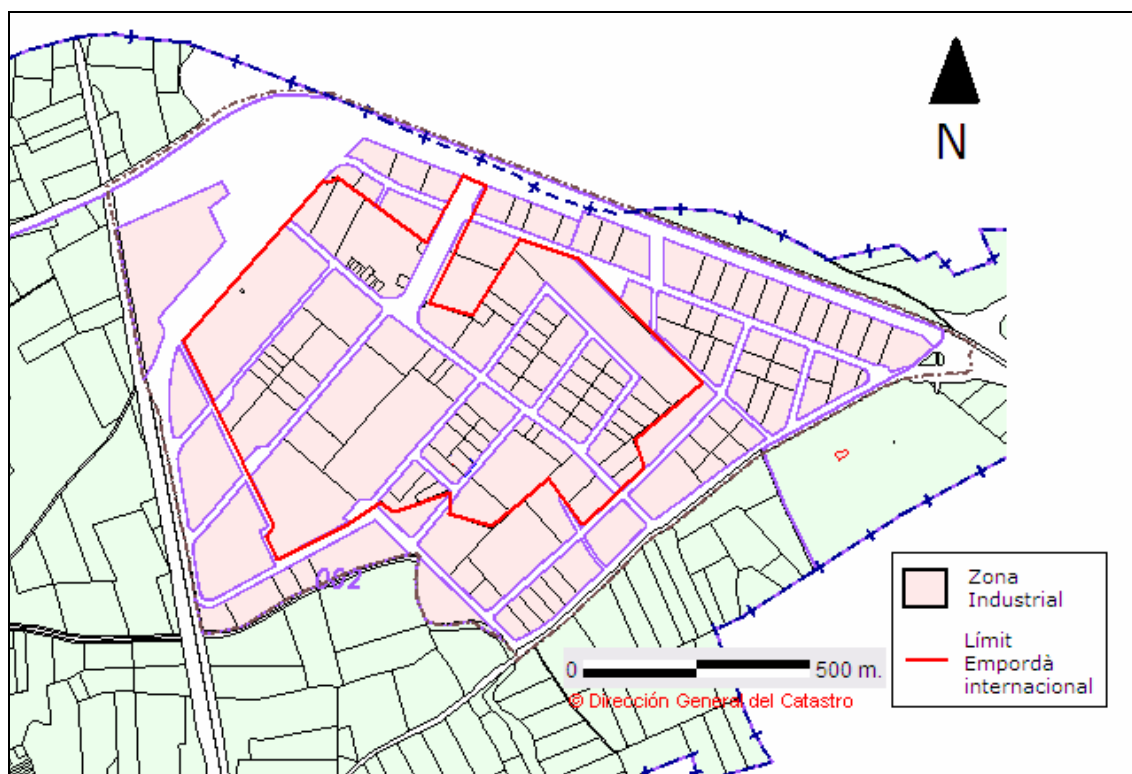 N
Zona
Industrial
Límit
Empordà
internacional
002
0 500 m.
© Dirección General del Catastro